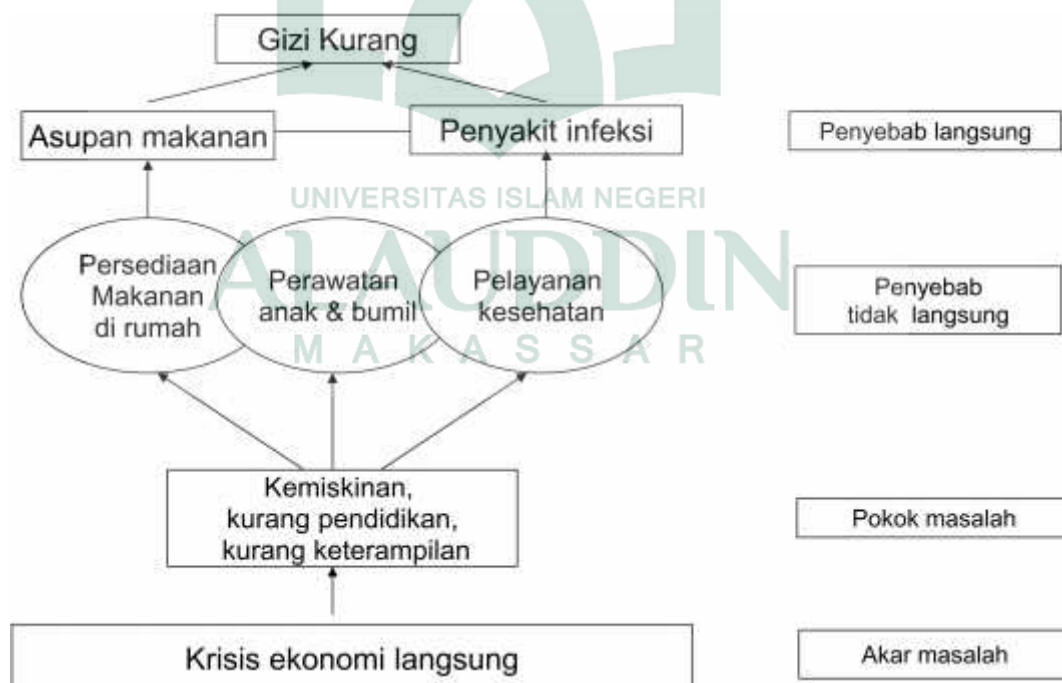 Gizi Kurang
Asupan makanan
Penyakit infeksi
Penyebab langsung
UNIVERSITAS ISLAM NEGERI
ALAUDDIN
MAKASSAR
Persediaan
Makanan
di rumah
Perawatan
anak & bumil
Pelayanan
kesehatan
Penyebab
tidak langsung
Kemiskinan,
kurang pendidikan,
kurang keterampilan
Pokok masalah
Krisis ekonomi langsung
Akar masalah